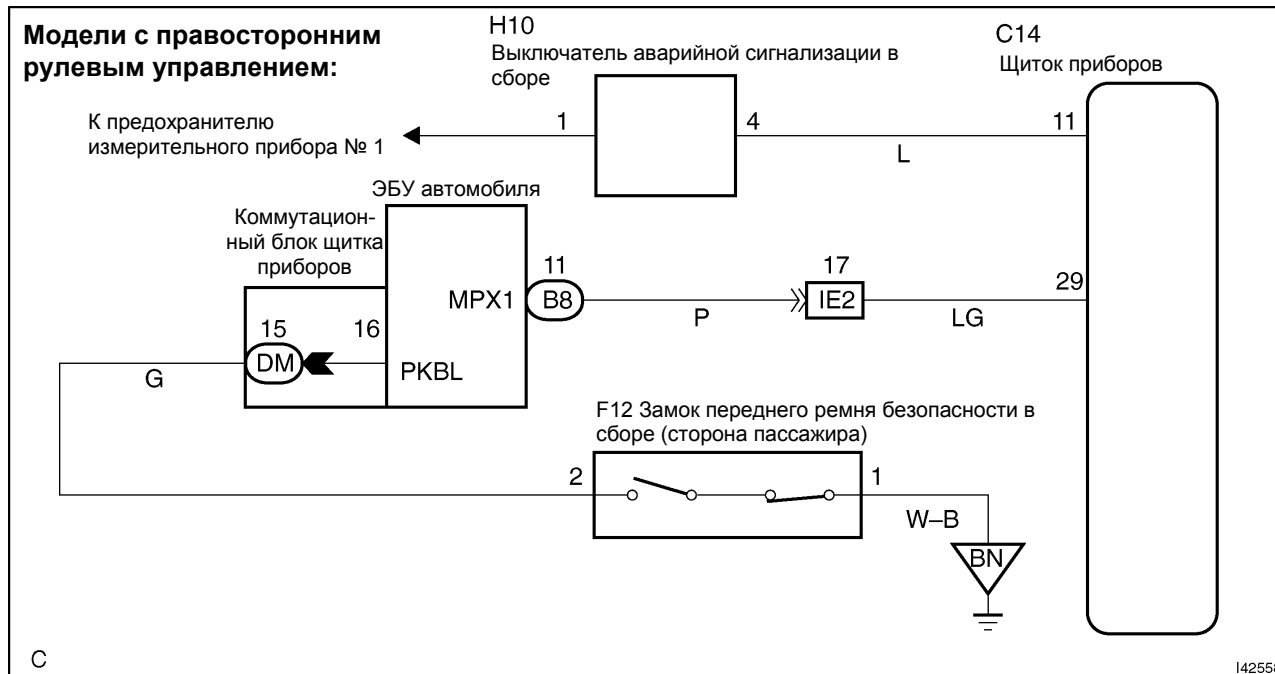 Модели с правосторонним
рулевым управлением:
H10
Выключатель аварийной сигнализации в
сборе
C14
Щиток приборов
К предохранителю
измерительного прибора № 1
1
4
11
L
ЭБУ автомобиля
Коммутацион-
ный блок щитка
приборов
MPX1
11
B8
P
17
IE2
LG
29
15
DM
16
PKBL
G
F12 Замок переднего ремня безопасности в
сборе (сторона пассажира)
2
1
W–B
BN
C
I42558